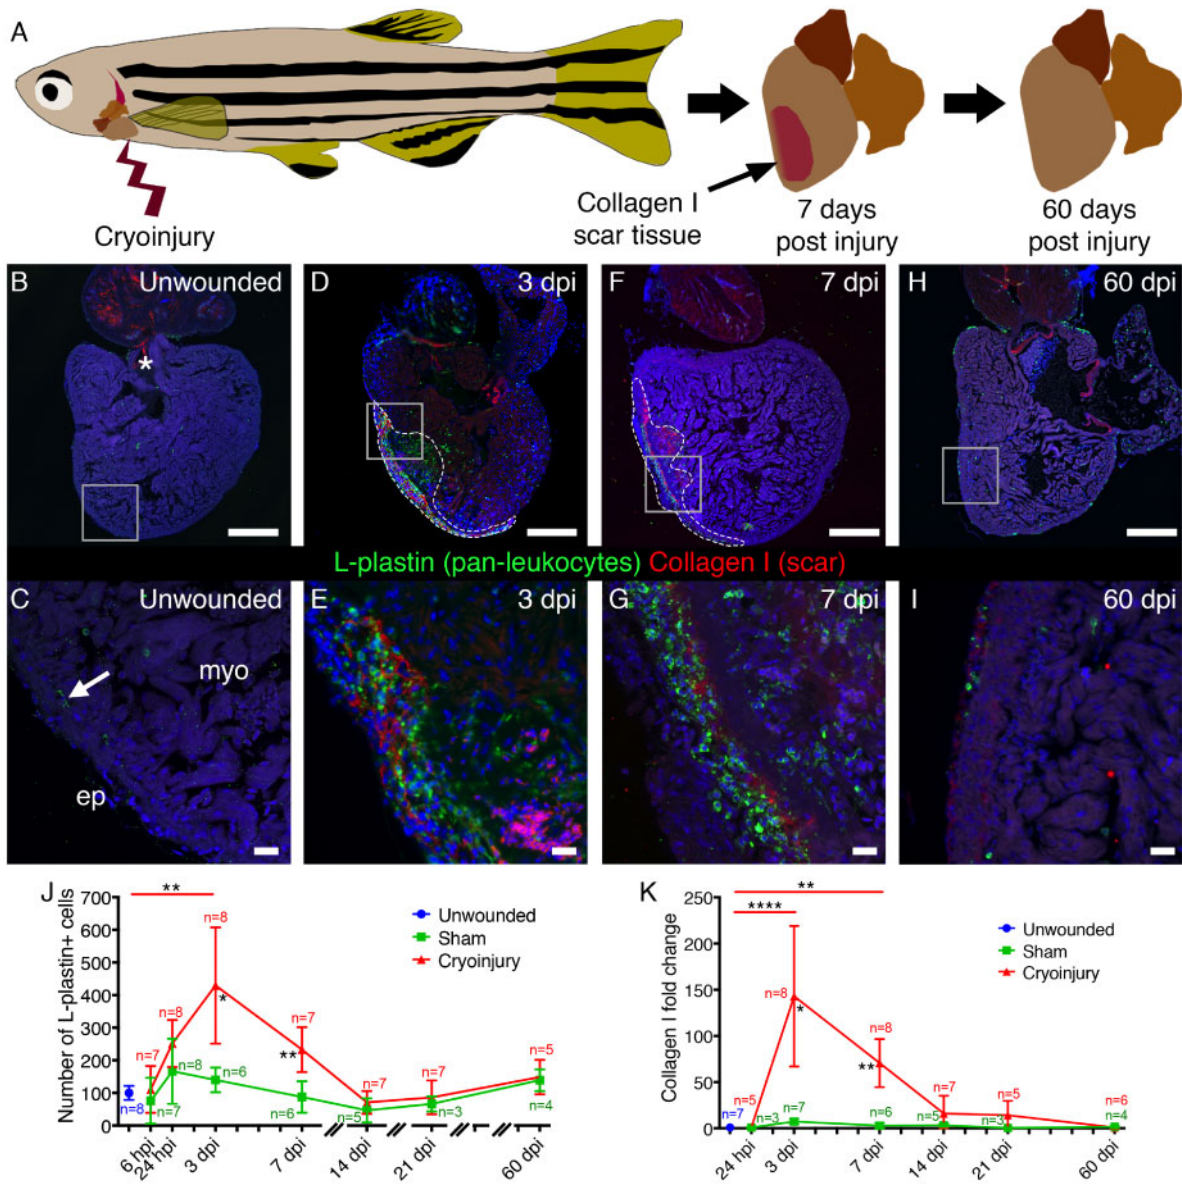 A
Cryoinjury
Collagen I
scar tissue
7 days
post injury
60 days
post injury
B
Unwounded
*
D
3 dpi
F
7 dpi
H
60 dpi
L-plastin (pan-leukocytes) Collagen I (scar)
C
Unwounded
myo
ep
E
3 dpi
G
7 dpi
I
60 dpi
J
Number of L-plastin+ cells
700
600
500
400
300
200
100
0
**
Unwounded
Sham
Cryoinjury
n=8
n=7
n=7
n=8
n=8
n=8
*
n=6
n=7
**
n=6
n=7
n=5
n=7
n=3
n=5
n=4
6 hpi
24 hpi
3 dpi
7 dpi
14 dpi
21 dpi
60 dpi
K
Collagen I fold change
250
200
150
100
50
0
**
****
Unwounded
Sham
Cryoinjury
n=7
n=5
n=3
n=8
*
n=7
n=8
**
n=6
n=7
n=5
n=5
n=3
n=6
n=4
24 hpi
3 dpi
7 dpi
14 dpi
21 dpi
60 dpi